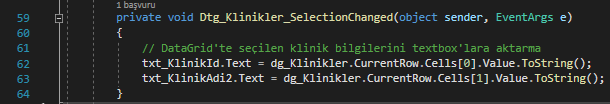 1 başvuru
59 private void Dtg_Klinikler_SelectionChanged(object sender, EventArgs e)
60 {
61 // DataGrid'te seçilen klinik bilgilerini textbox'lara aktarma
62 txt_KlinikId.Text = dg_Klinikler.CurrentRow.Cells[0].Value.ToString();
63 txt_KlinikAdi2.Text = dg_Klinikler.CurrentRow.Cells[1].Value.ToString();
64 }